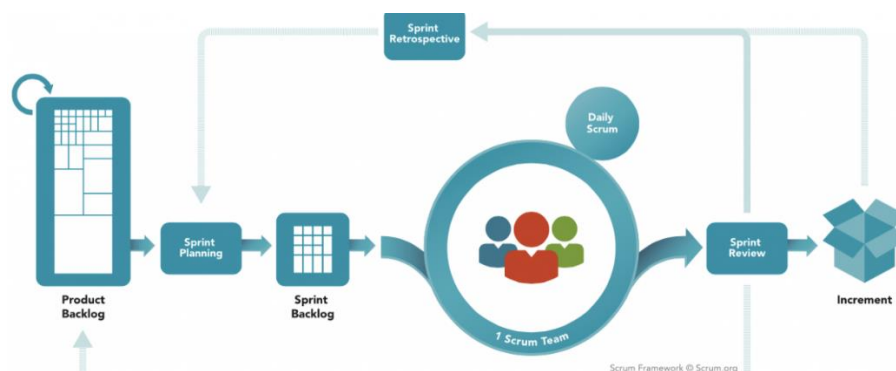 Sprint
Retrospective
Daily
Scrum
Sprint
Planning
Sprint
Review
Product
Backlog
Sprint
Backlog
1 Scrum Team
Increment
Scrum Framework © Scrum.org